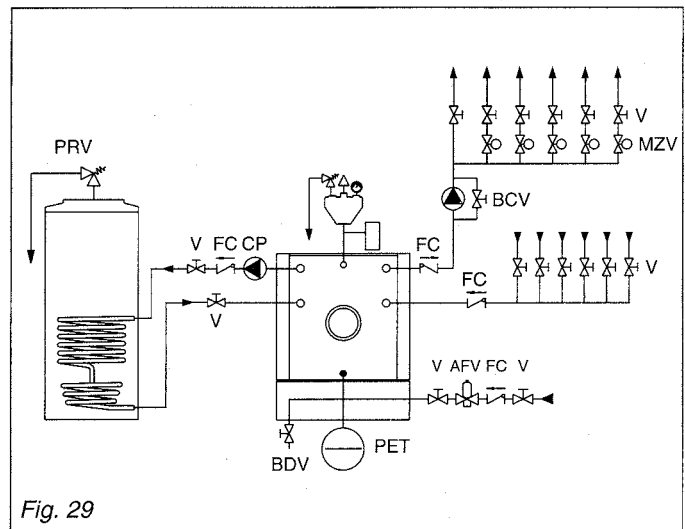 PRV
V
MZV
BCV
V FC CP
FC
FC
V
V
V AFV FC V
BDV
PET
Fig. 29